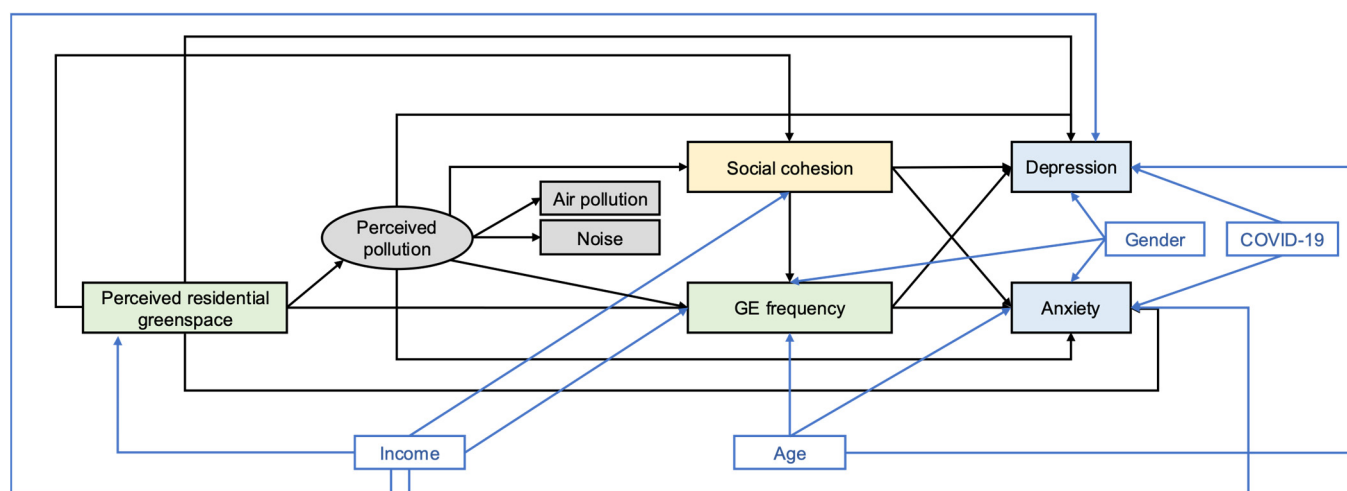 Social cohesion
Depression
Air pollution
Perceived
pollution
Noise
Gender
COVID-19
Perceived residential
greenspace
GE frequency
Anxiety
Income
Age